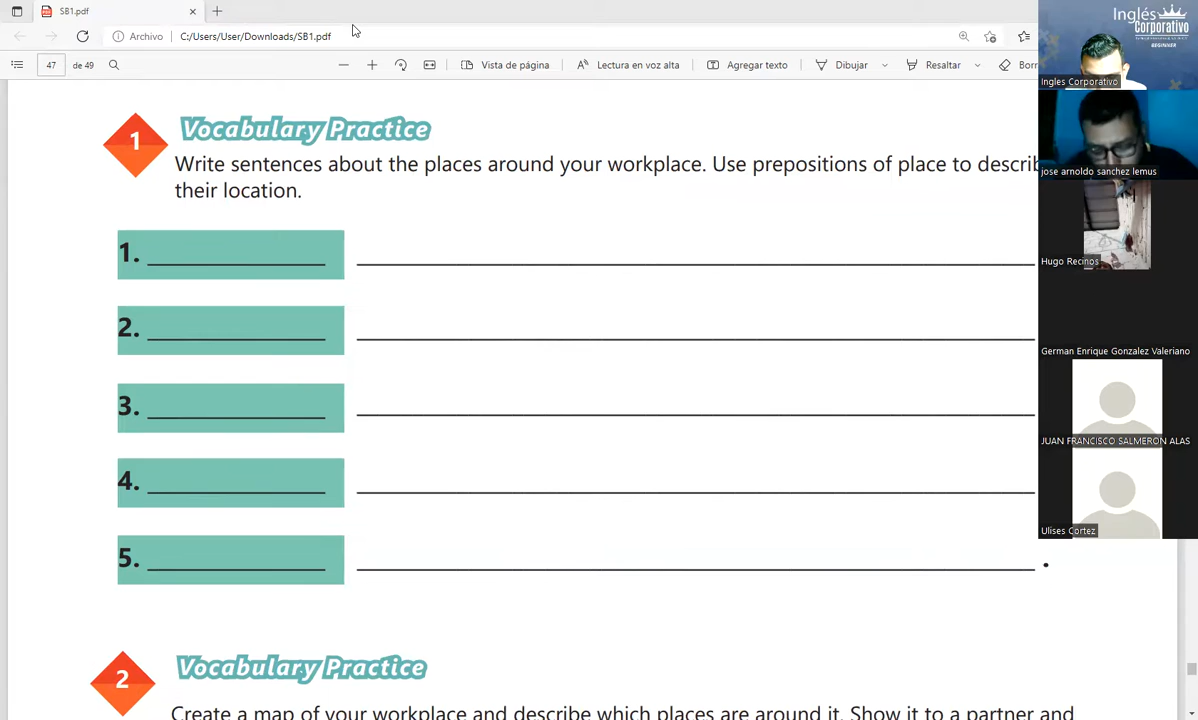 SB1.pdf
Archivo C:/Users/User/Downloads/SB1.pdf
47 de 49 Vista de página Lectura en voz alta Agregar texto Dibujar Resaltar Borr
1 Vocabulary Practice
Write sentences about the places around your workplace. Use prepositions of place to describ
their location.
1.
2.
3.
4.
5. .
2 Vocabulary Practice
Create a map of your workplace and describe which places are around it. Show it to a partner and
Inglés
Corporativo
BEGINNER
Ingles Corporativo
jose arnoldo sanchez lemus
Hugo Recinos
German Enrique Gonzalez Valeriano
JUAN FRANCISCO SALMERON ALAS
Ulises Cortez